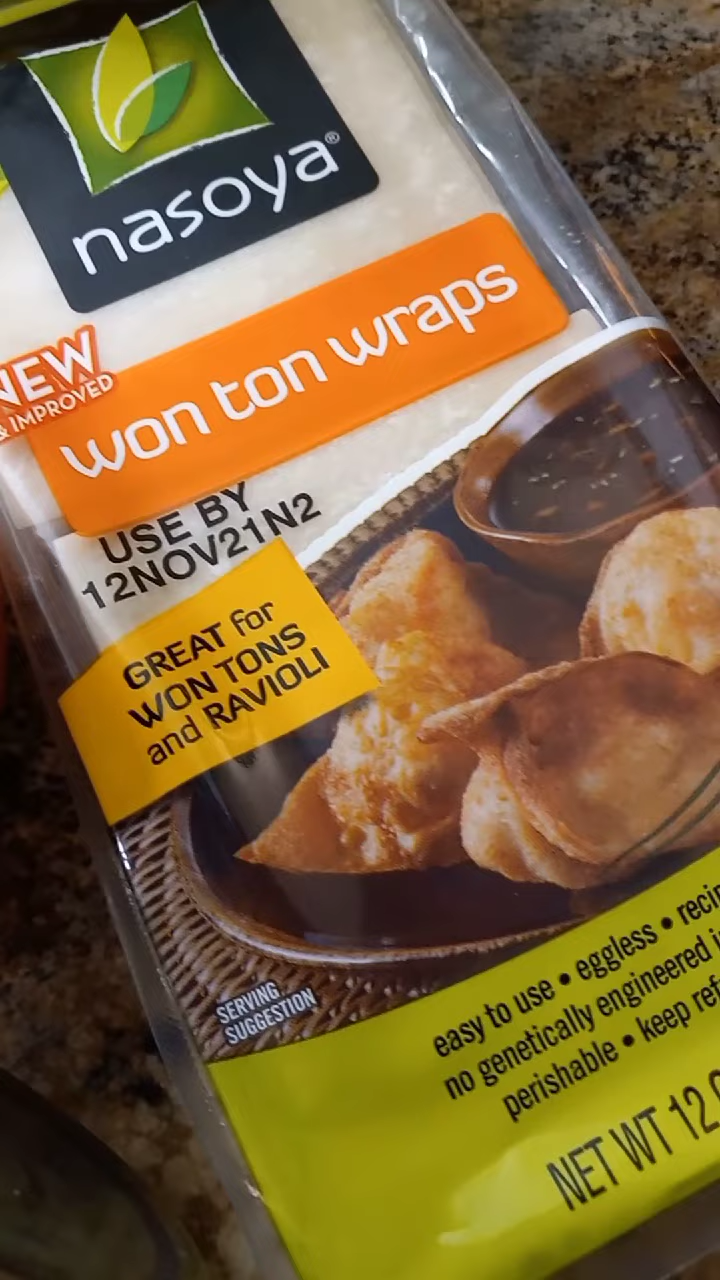 nasoya®
NEW
& IMPROVED
won ton wraps
USE BY
12NOV21N2
GREAT for
WON TONS
and RAVIOLI
SERVING
SUGGESTION
easy to use • eggless •
no genetically engineered
perishable • keep
NET WT 12